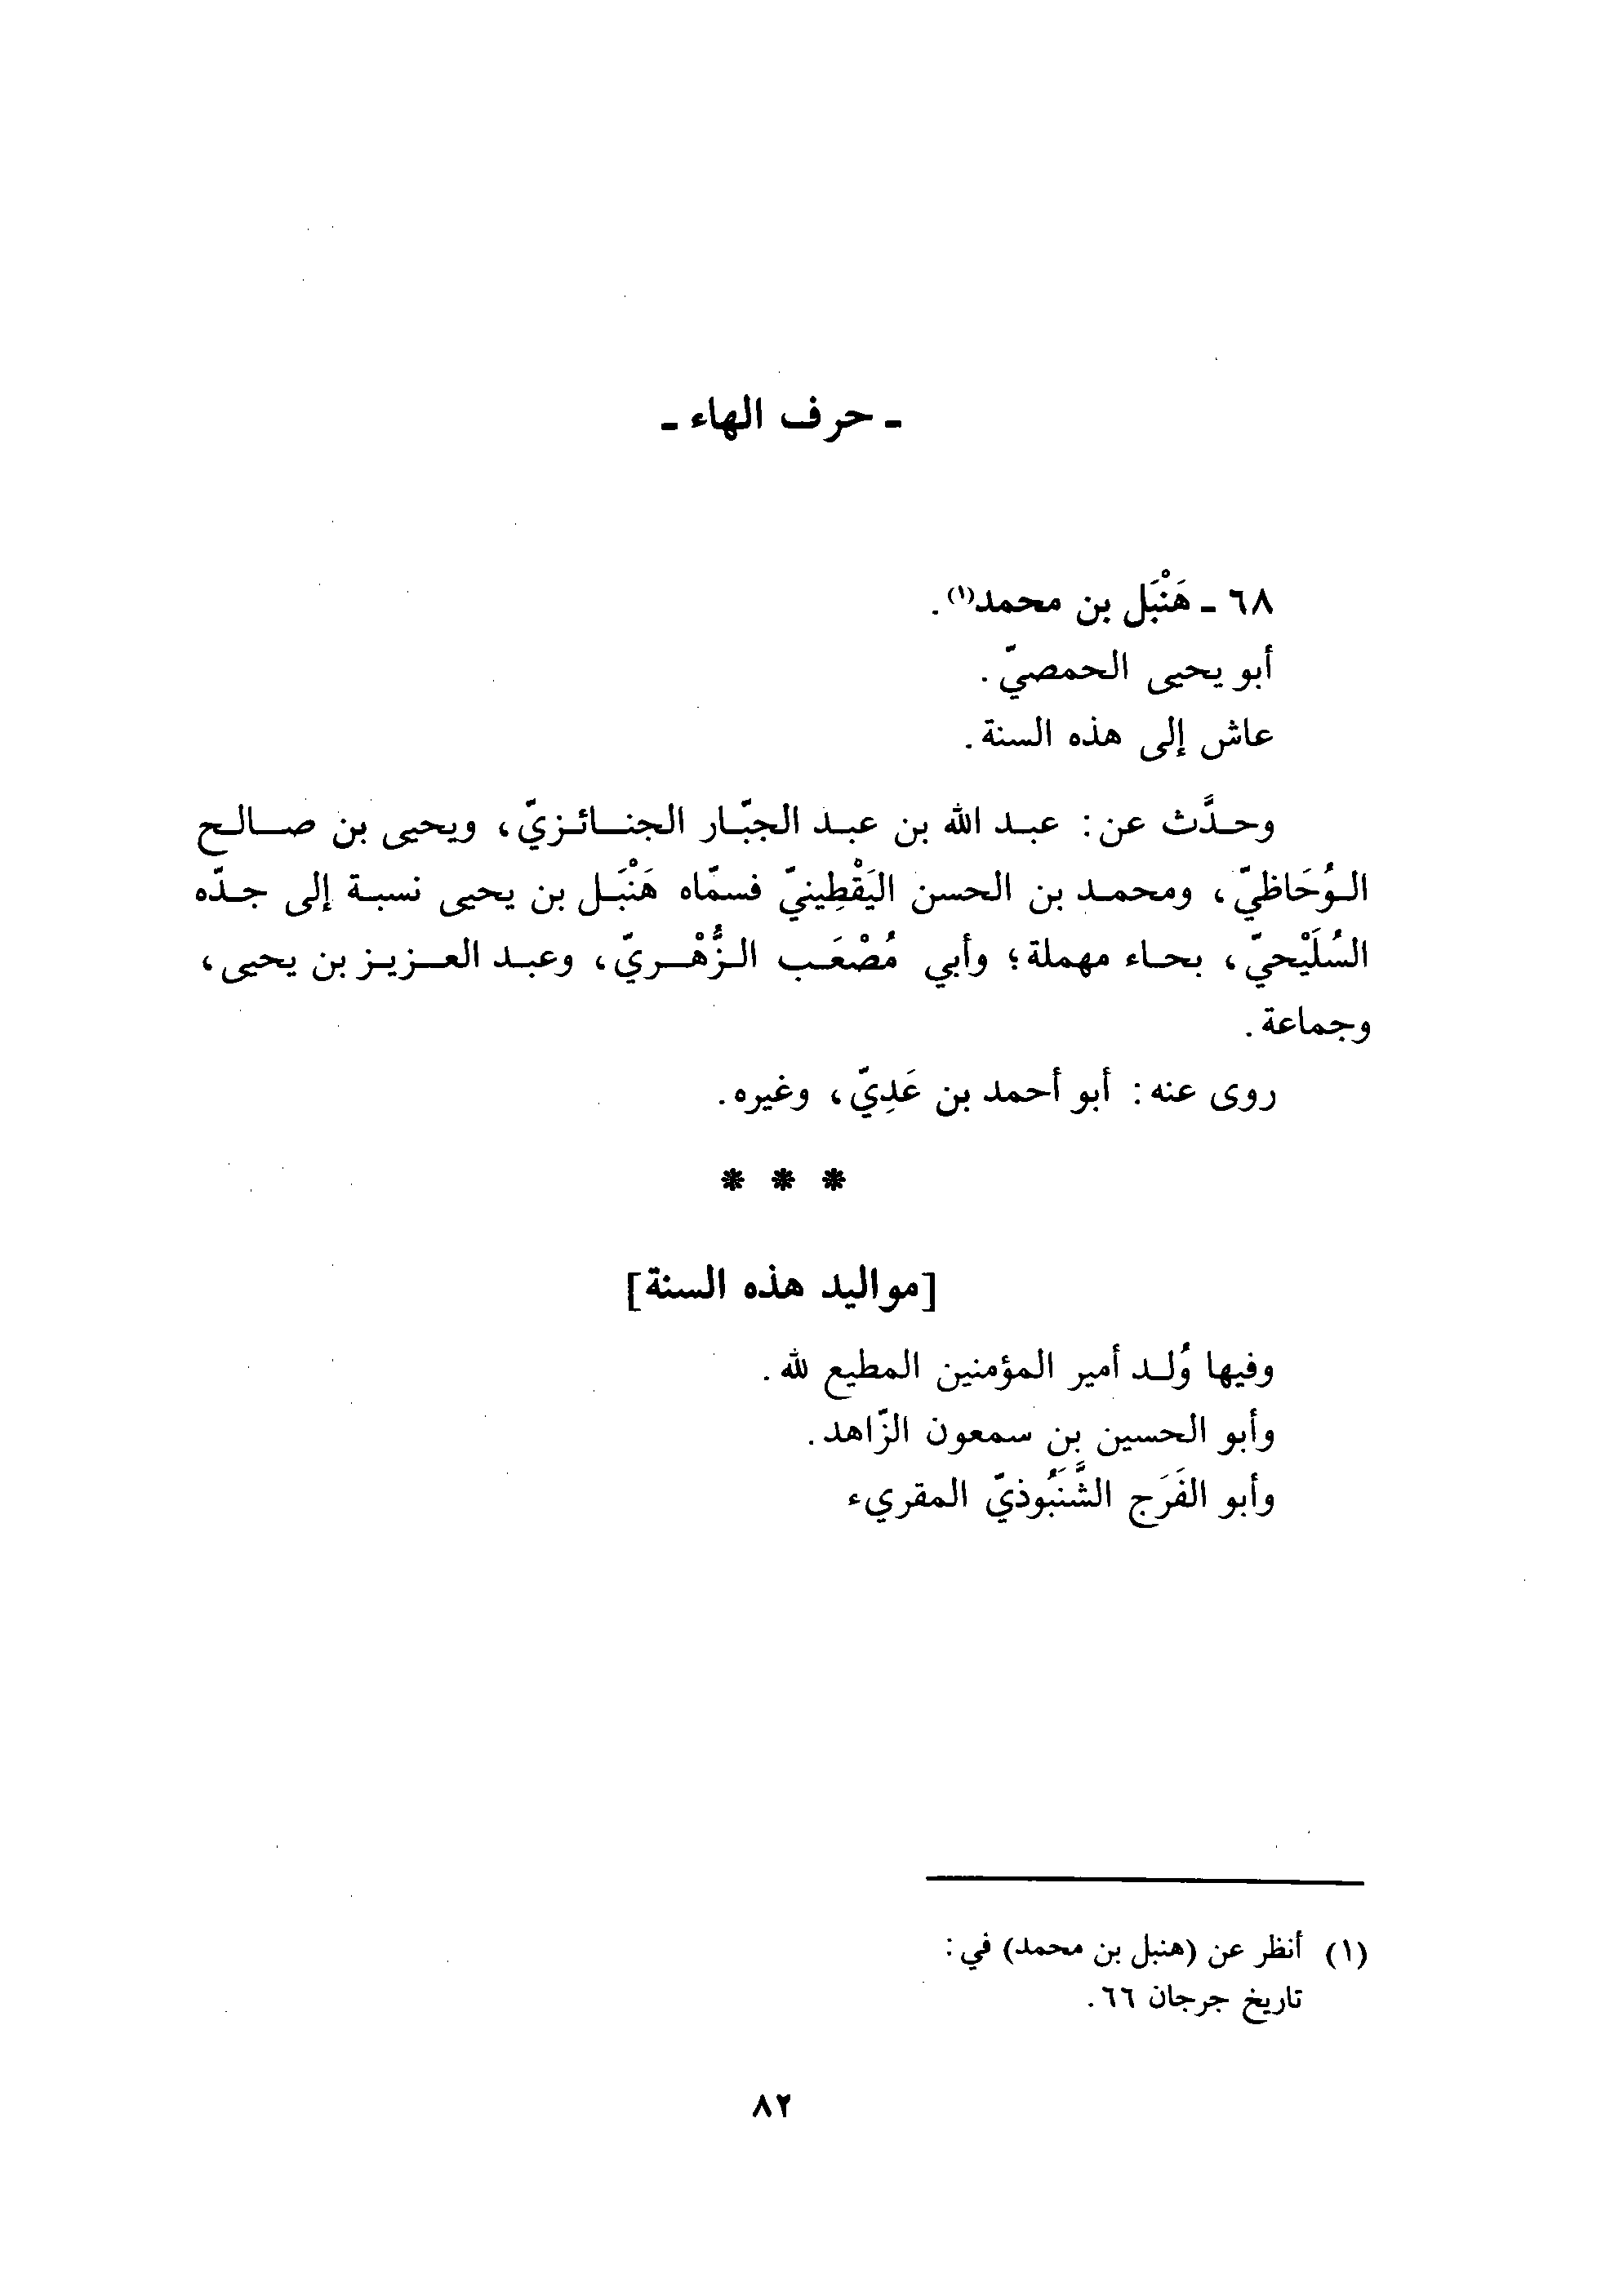 ـ حرف الهاء ـ
٦٨ ـ هَنْبَل بن محمد(١).
أبو يحيى الحمصيّ.
عاش إلى هذه السنة.
وحدَّث عن: عبد الله بن عبد الجبّار الجنائزيّ، ويحيى بن صالح
الوُحَاظيّ، ومحمد بن الحسن اليَقْطِينيّ فسمّاه هَنْبَل بن يحيى نسبة إلى جدّه
السُلَيْحيّ، بحاء مهملة؛ وأبي مُصْعَب الزُّهْريّ، وعبد العزيز بن يحيى،
وجماعة.
روى عنه: أبو أحمد بن عَدِيّ، وغيره.
* * *
[مواليد هذه السنة]
وفيها وُلد أمير المؤمنين المطيع لله.
وأبو الحسين بن سمعون الزّاهد.
وأبو الفَرَج الشَّنَبُوذيّ المقريء
(١) أنظر عن (هنبل بن محمد) في:
تاريخ جرجان ٦٦.
٨٢